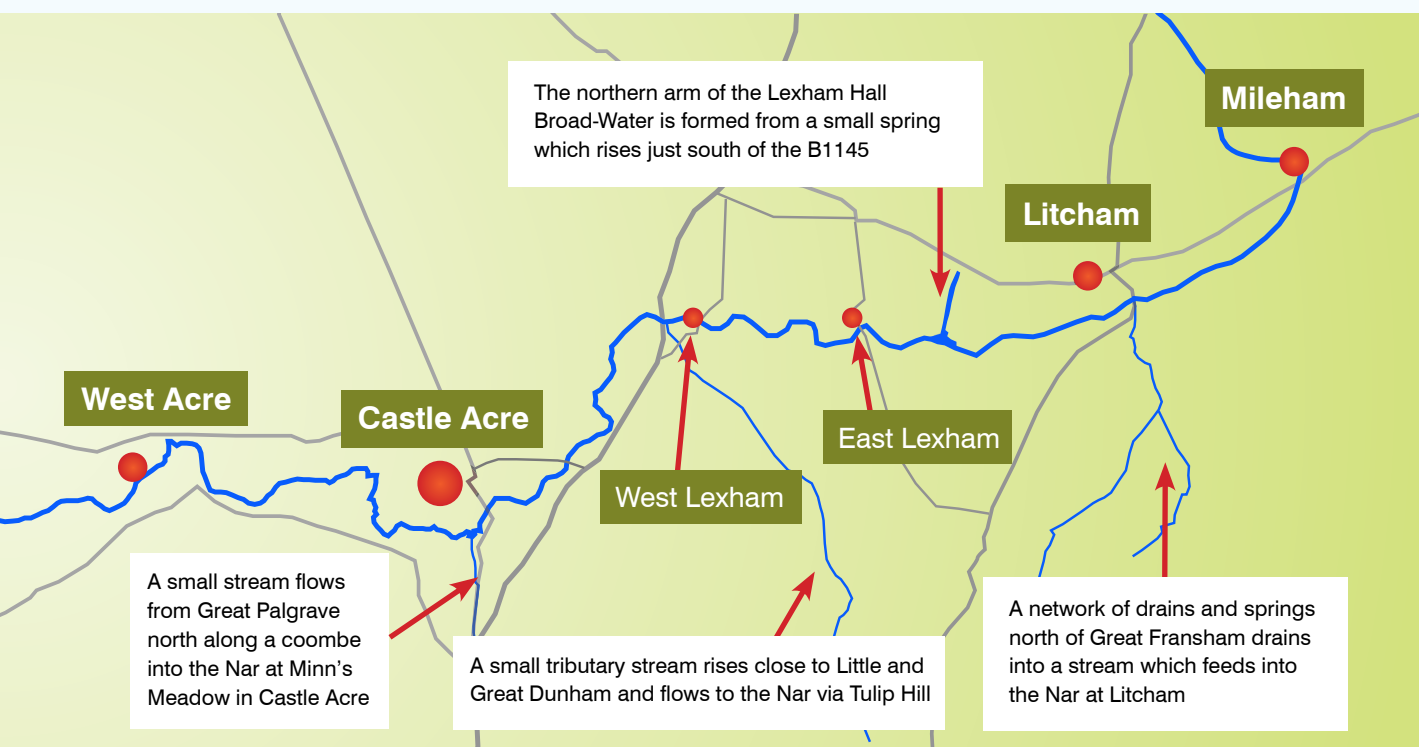 The northern arm of the Lexham Hall
Broad-Water is formed from a small spring
which rises just south of the B1145
Mileham
Litcham
West Acre
Castle Acre
East Lexham
West Lexham
A small stream flows
from Great Palgrave
north along a coombe
into the Nar at Minn’s
Meadow in Castle Acre
A small tributary stream rises close to Little and
Great Dunham and flows to the Nar via Tulip Hill
A network of drains and springs
north of Great Fransham drains
into a stream which feeds into
the Nar at Litcham